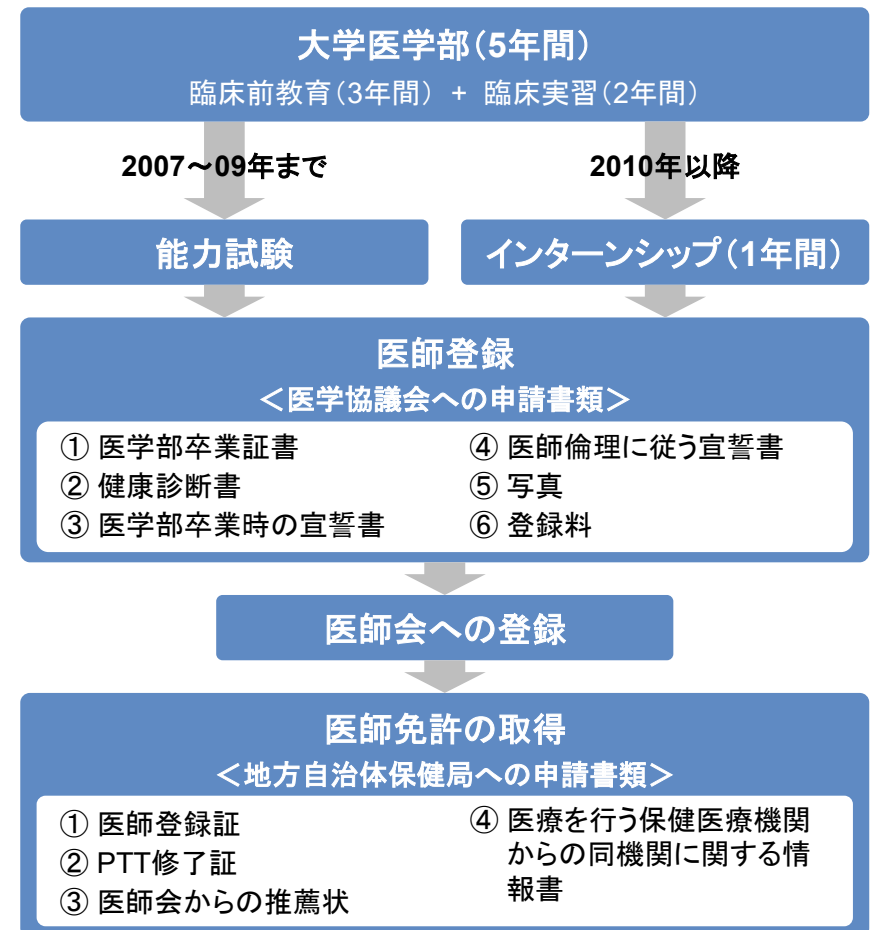 大学医学部（5年間）
臨床前教育（3年間） + 臨床実習（2年間）
2007～09年まで
2010年以降
能力試験
インターンシップ（1年間）
医師登録
＜医学協議会への申請書類＞
① 医学部卒業証書
② 健康診断書
③ 医学部卒業時の宣誓書
④ 医師倫理に従う宣誓書
⑤ 写真
⑥ 登録料
医師会への登録
医師免許の取得
＜地方自治体保健局への申請書類＞
① 医師登録証
② PTT修了証
③ 医師会からの推薦状
④ 医療を行う保健医療機関
からの同機関に関する情
報書